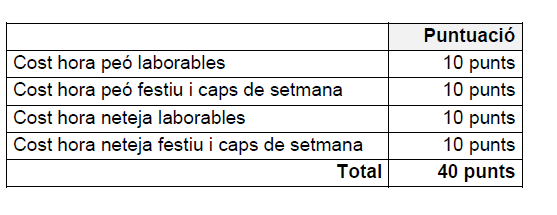 Puntuació
Cost hora peó laborables 10 punts
Cost hora peó festiu i caps de setmana 10 punts
Cost hora neteja laborables 10 punts
Cost hora neteja festiu i caps de setmana 10 punts
Total 40 punts